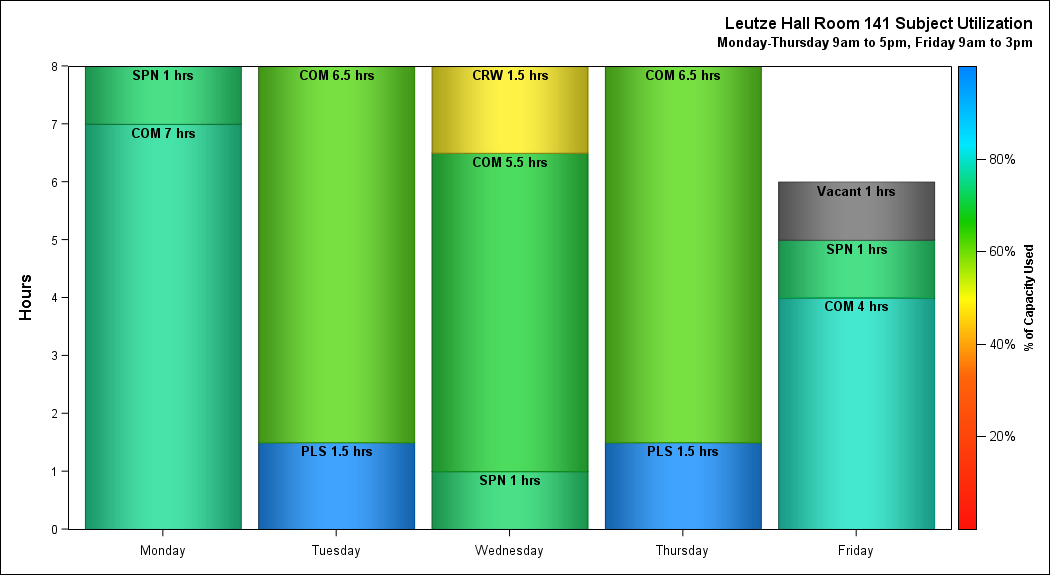 Leutze Hall Room 141 Subject Utilization
Monday-Thursday 9am to 5pm, Friday 9am to 3pm
Hours
8
7
6
5
4
3
2
1
0
SPN 1 hrs
COM 7 hrs
COM 6.5 hrs
PLS 1.5 hrs
CRW 1.5 hrs
COM 5.5 hrs
SPN 1 hrs
COM 6.5 hrs
PLS 1.5 hrs
Vacant 1 hrs
SPN 1 hrs
COM 4 hrs
Monday
Tuesday
Wednesday
Thursday
Friday
80%
60%
40%
20%
% of Capacity Used